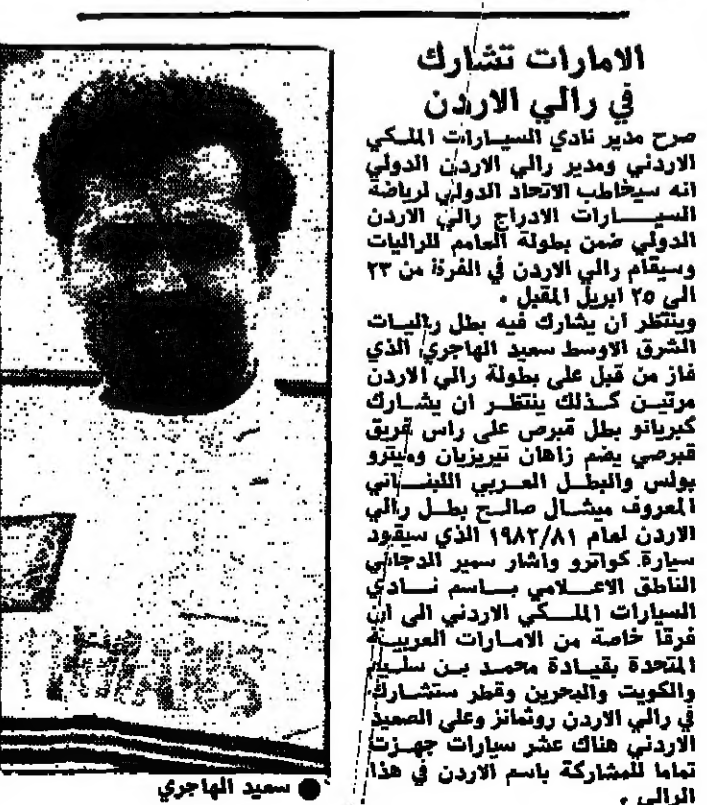 الامارات تشارك
في رالي الاردن
صرح مدير نادي السيارات الملكي
الاردني ومدير رالي الاردن الدولي
انه سيخاطب الاتحاد الدولي لرياضة
السيارات الادراج رالي الاردن
الدولي ضمن بطولة العامم للراليات
وسيقام رالي الاردن في الفرة من ٢٣
الى ٢٥ ابريل المقبل .
وينتظر ان يشارك فيه بطل راليات
الشرق الاوسط سعيد الهاجري الذي
فاز من قبل على بطولة رالي الاردن
مرتين كذلك ينتظر ان يشارك
كبريانو بطل قبرص على راس فريق
قبرصي يضم زاهان تيريزيان وميترو
بولس والبطل العربي اللبناني
المعروف ميشال صالح بطل رالي
الاردن لعام ١٩٨٢/٨١ الذي سيقود
سيارة كواترو واشار سمير الدجاني
الناطق الاعلامي باسم نادي
السيارات الملكي الاردني الى ان
فرقا خاصة من الامارات العربية
المتحدة بقيادة محمد بن سليم
والكويت والبحرين وقطر ستشارك
في رالي الاردن روثمانز وعلى الصعيد
الاردني هناك عشر سيارات جهزت
تماما للمشاركة باسم الاردن في هذا
الرالي .
سعيد الهاجري